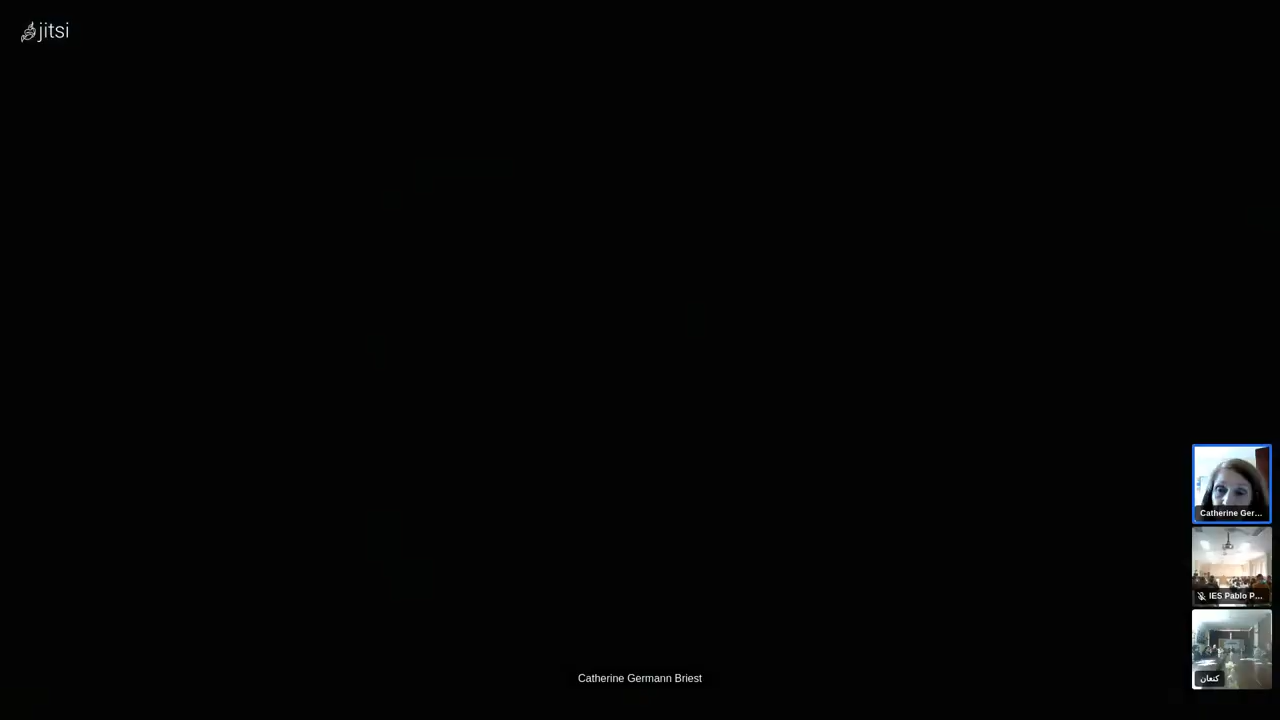 jitsi
Catherine Ger...
IES Pablo P...
كنعان
Catherine Germann Briest